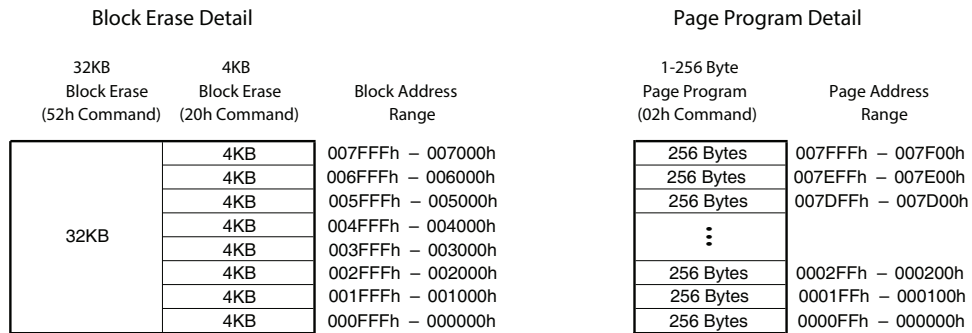 Block Erase Detail
Page Program Detail
32KB
Block Erase
(52h Command)
4KB
Block Erase
(20h Command)
Block Address
Range
1-256 Byte
Page Program
(02h Command)
Page Address
Range
32KB
4KB 007FFFh – 007000h
4KB 006FFFh – 006000h
4KB 005FFFh – 005000h
4KB 004FFFh – 004000h
4KB 003FFFh – 003000h
4KB 002FFFh – 002000h
4KB 001FFFh – 001000h
4KB 000FFFh – 000000h
256 Bytes 007FFFh – 007F00h
256 Bytes 007EFFh – 007E00h
256 Bytes 007DFFh – 007D00h
256 Bytes 0002FFh – 000200h
256 Bytes 0001FFh – 000100h
256 Bytes 0000FFh – 000000h